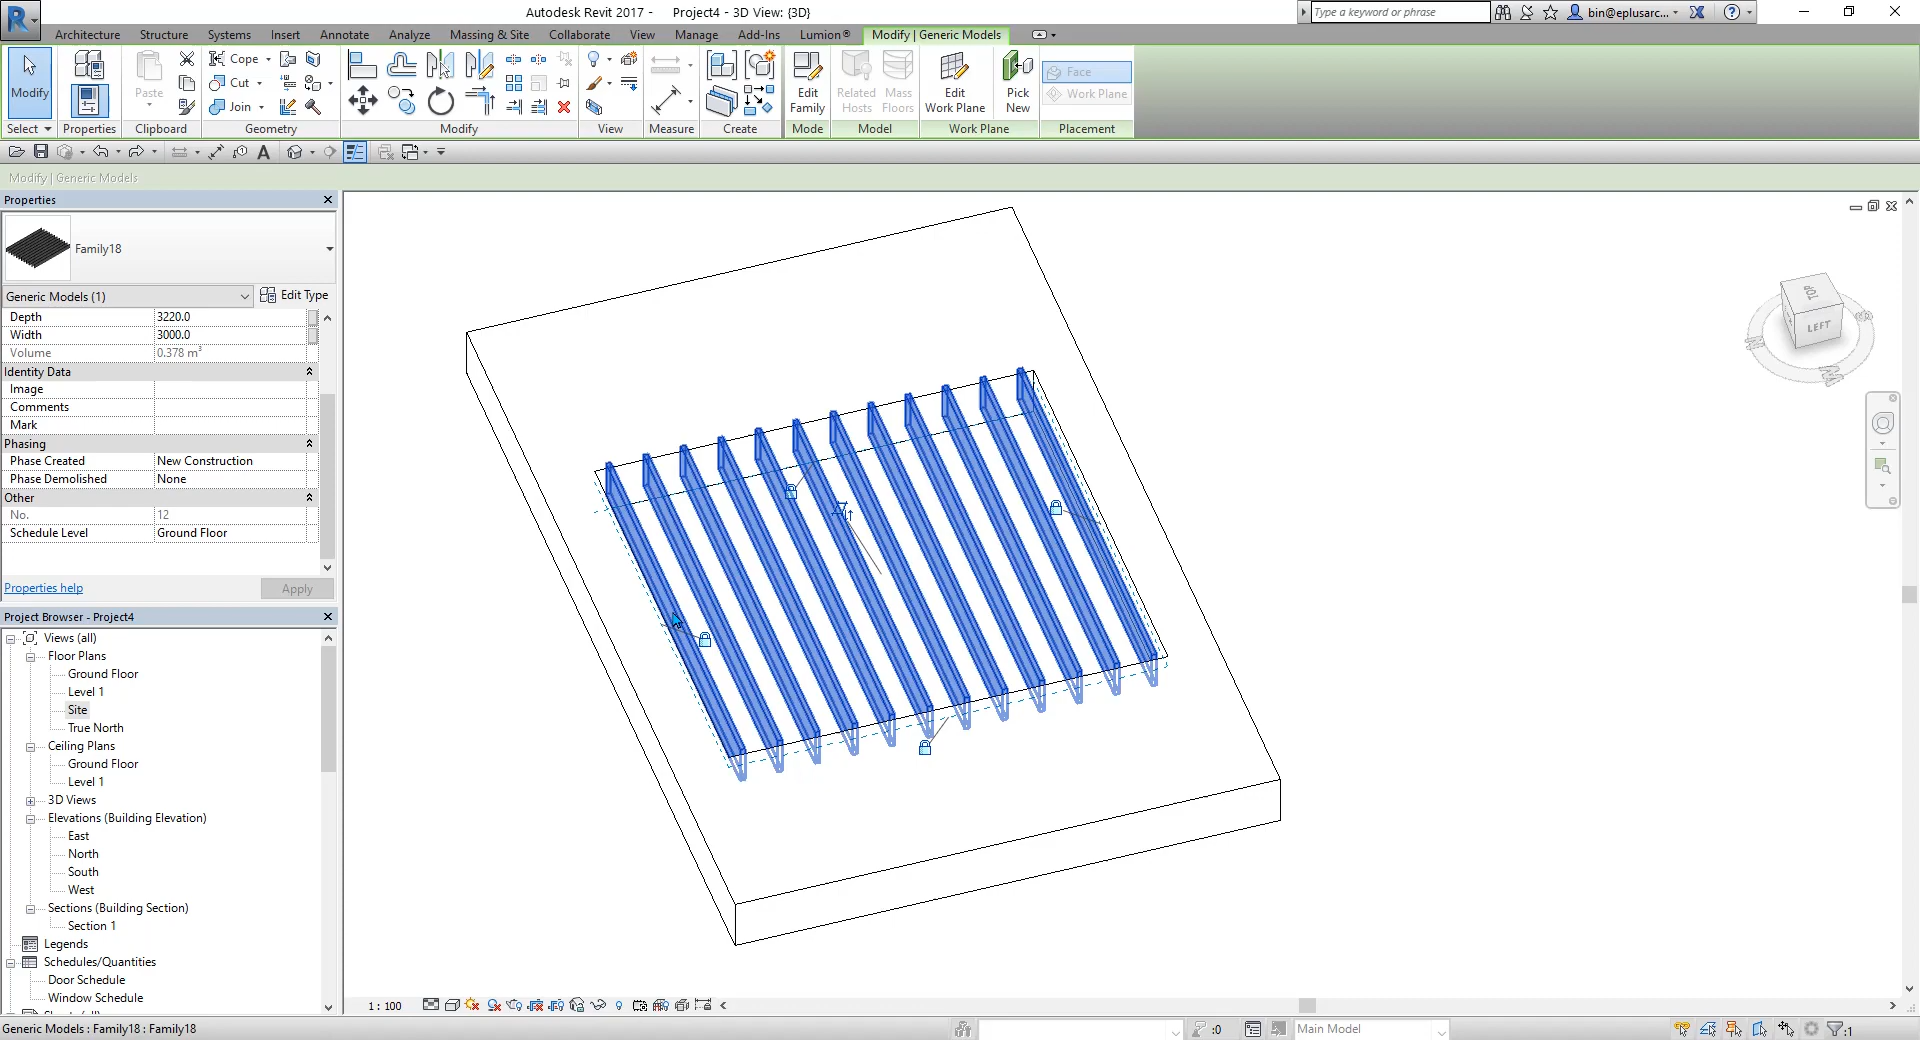 Autodesk Revit 2017 - Project4 - 3D View: {3D}
Type a keyword or phrase
bin@eplusarc...
Architecture Structure Systems Insert Annotate Analyze Massing & Site Collaborate View Manage Add-Ins Lumion® Modify | Generic Models
Modify
Select
Properties
Paste
Clipboard
Cope
Cut
Join
Geometry
Modify
View
Measure
Create
Edit Family
Mode
Related Hosts
Mass Floors
Model
Edit Work Plane
Pick New
Work Plane
Face
Work Plane
Placement
Modify | Generic Models
Properties
Family18
Generic Models (1)
Edit Type
Depth 3220.0
Width 3000.0
Volume 0.378 m³
Identity Data
Image
Comments
Mark
Phasing
Phase Created New Construction
Phase Demolished None
Other
No. 12
Schedule Level Ground Floor
Properties help
Apply
Project Browser - Project4
Views (all)
Floor Plans
Ground Floor
Level 1
Site
True North
Ceiling Plans
Ground Floor
Level 1
3D Views
Elevations (Building Elevation)
East
North
South
West
Sections (Building Section)
Section 1
Legends
Schedules/Quantities
Door Schedule
Window Schedule
TOP
LEFT
1 : 100
Generic Models : Family18 : Family18
:0
Main Model
:1